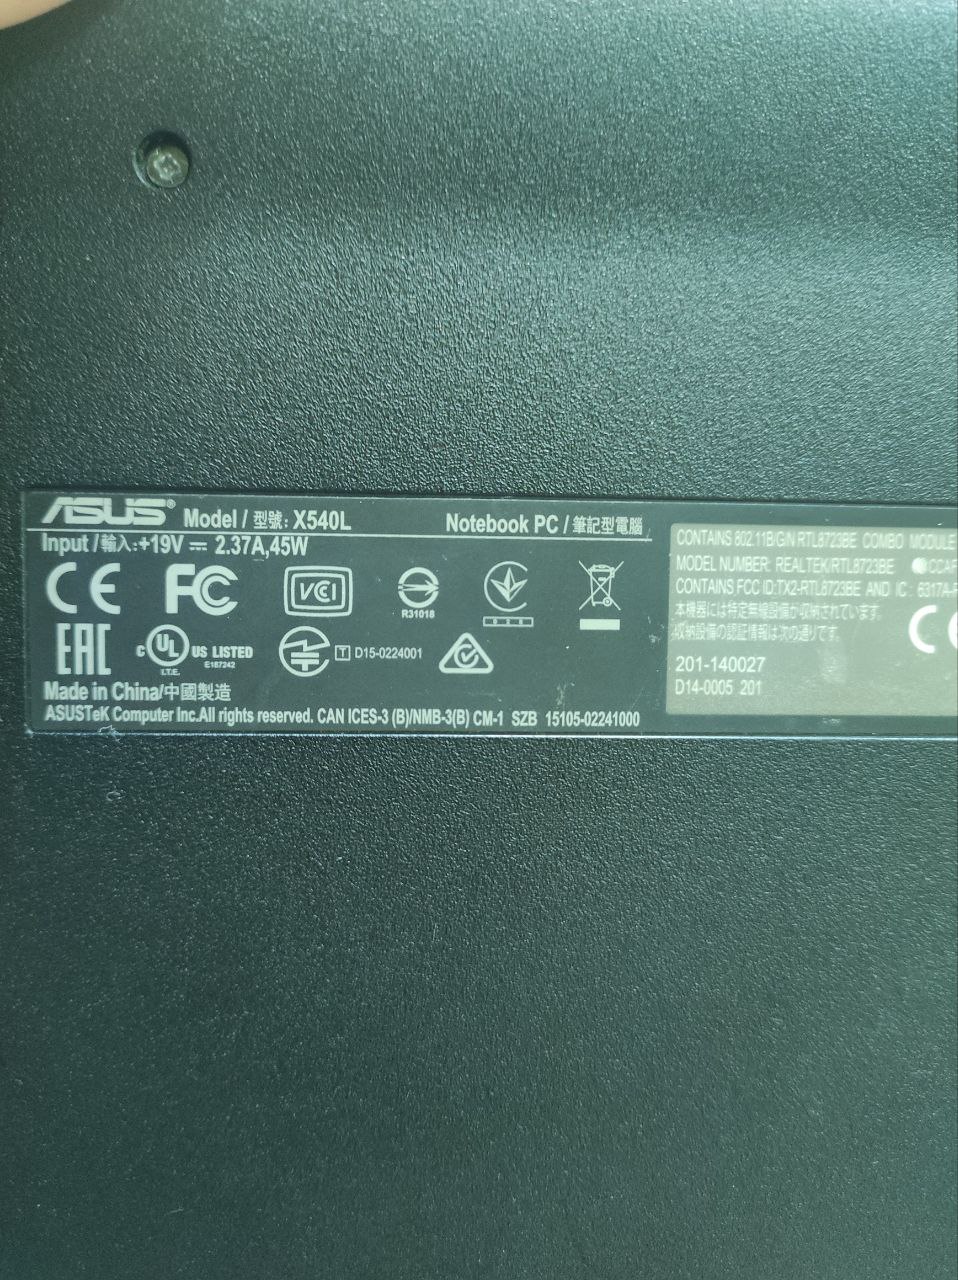 ASUS® Model / 型號: X540L Notebook PC / 筆記型電腦
Input / 輸入:+19V ⎓ 2.37A,45W
CE FC VCI R31018
EAC C UL US LISTED
I.T.E. E187242
T D15-0224001
Made in China/中國製造
ASUSTeK Computer Inc.All rights reserved. CAN ICES-3 (B)/NMB-3(B) CM-1 SZB 15105-02241000
CONTAINS 802.11B/G/N RTL8723BE COMBO MODULE
MODEL NUMBER: REALTEK/RTL8723BE
CONTAINS FCC ID:TX2-RTL8723BE AND IC : 6317A-
本機器には特定無線設備が収納されています。
収納設備の認証情報は次の通りです。
201-140027
D14-0005 201